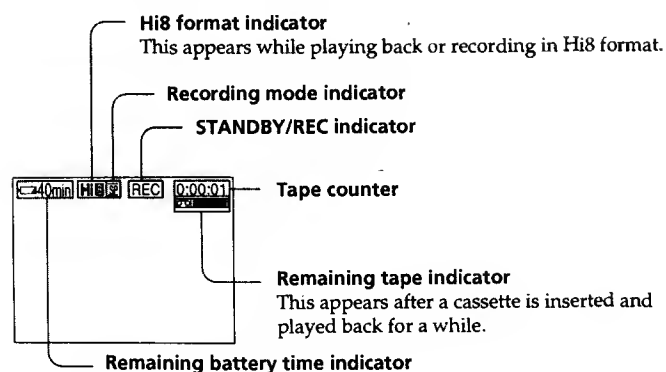 Hi8 format indicator
This appears while playing back or recording in Hi8 format.
Recording mode indicator
STANDBY/REC indicator
40min Hi8 SP REC 0:00:01
Tape counter
Remaining tape indicator
This appears after a cassette is inserted and
played back for a while.
Remaining battery time indicator